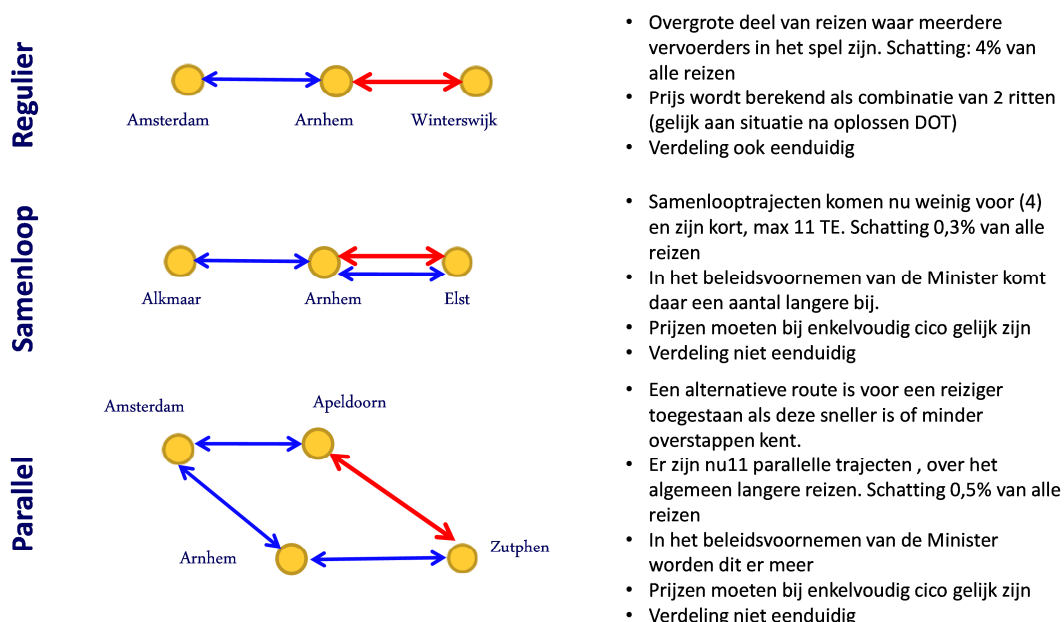 Regulier
Amsterdam
Arnhem
Winterswijk
• Overgrote deel van reizen waar meerdere
vervoerders in het spel zijn. Schatting: 4% van
alle reizen
• Prijs wordt berekend als combinatie van 2 ritten
(gelijk aan situatie na oplossen DOT)
• Verdeling ook eenduidig
Samenloop
Alkmaar
Arnhem
Elst
• Samenlooptrajecten komen nu weinig voor (4)
en zijn kort, max 11 TE. Schatting 0,3% van alle
reizen
• In het beleidsvoornemen van de Minister komt
daar een aantal langere bij.
• Prijzen moeten bij enkelvoudig cico gelijk zijn
• Verdeling niet eenduidig
Parallel
Amsterdam
Apeldoorn
Arnhem
Zutphen
• Een alternatieve route is voor een reiziger
toegestaan als deze sneller is of minder
overstappen kent.
• Er zijn nu11 parallelle trajecten , over het
algemeen langere reizen. Schatting 0,5% van alle
reizen
• In het beleidsvoornemen van de Minister
worden dit er meer
• Prijzen moeten bij enkelvoudig cico gelijk zijn
• Verdeling niet eenduidig